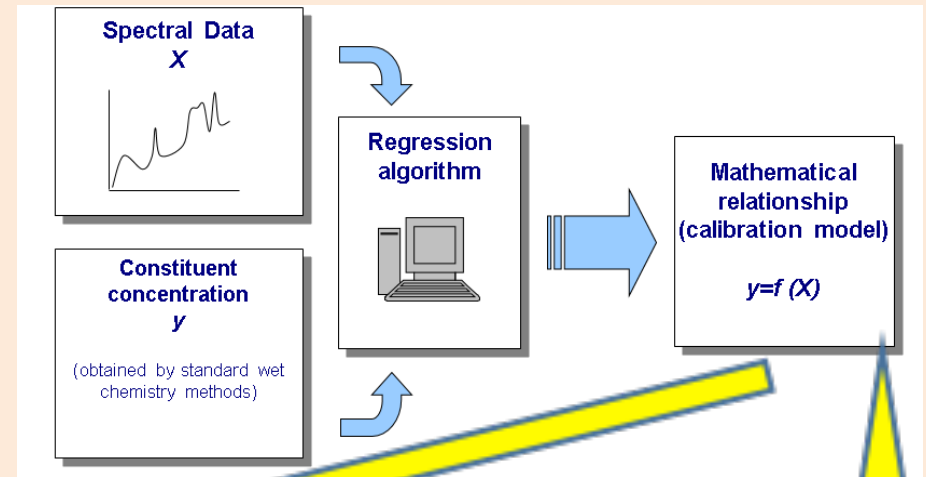 Spectral Data
X
Regression
algorithm
Mathematical
relationship
(calibration model)
y=f (X)
Constituent
concentration
y
(obtained by standard wet
chemistry methods)